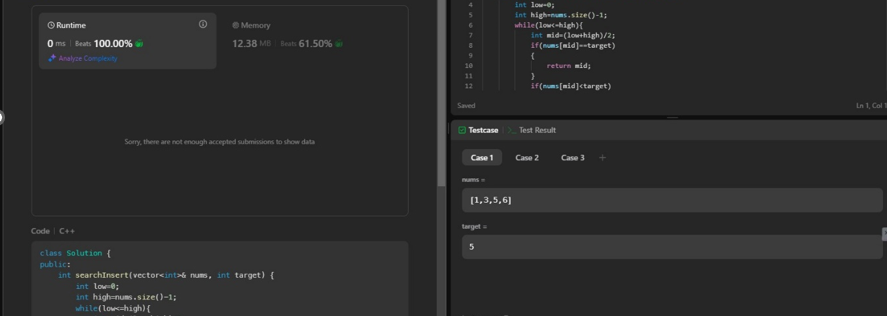 Runtime
0 ms | Beats 100.00%
Analyze Complexity
Memory
12.38 MB | Beats 61.50%
Sorry, there are not enough accepted submissions to show data
Code | C++
class Solution {
public:
int searchInsert(vector<int>& nums, int target) {
int low=0;
int high=nums.size()-1;
while(low<=high){
4 int low=0;
5 int high=nums.size()-1;
6 while(low<=high){
7 int mid=(low+high)/2;
8 if(nums[mid]==target)
9 {
10 return mid;
11 }
12 if(nums[mid]<target)
Saved
Ln 1, Col 1
Testcase
Test Result
Case 1
Case 2
Case 3
+
nums =
[1,3,5,6]
target =
5